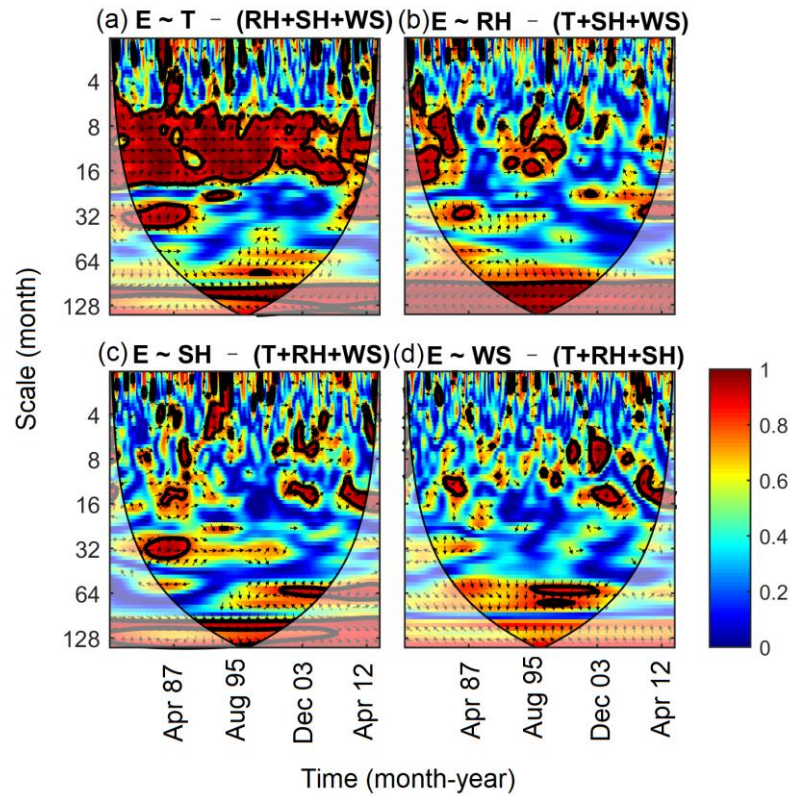 (a) E ~ T - (RH+SH+WS)
(b) E ~ RH - (T+SH+WS)
4
8
16
32
64
128
Scale (month)
(c) E ~ SH - (T+RH+WS)
(d) E ~ WS - (T+RH+SH)
4
8
16
32
64
128
1
0.8
0.6
0.4
0.2
0
Apr 87
Aug 95
Dec 03
Apr 12
Apr 87
Aug 95
Dec 03
Apr 12
Time (month-year)